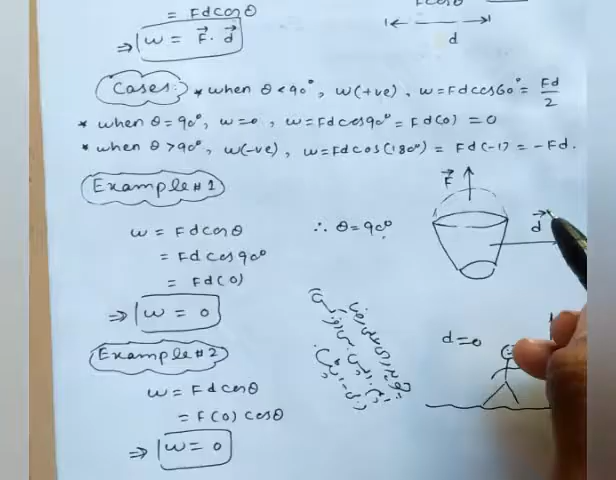 = Fdcosθ
⇒ w = F⃗ . d⃗
d
Cases: * when θ < 90°, w(+ve), w = Fdcos60° = Fd/2
* when θ = 90°, w=0, w = Fdcos90° = Fd(0) = 0
* when θ > 90°, w(-ve), w = Fdcos(180°) = Fd(-1) = -Fd.
Example#1
F⃗
d⃗
w = Fdcosθ ∴ θ = 90°
= Fdcos90°
= Fd(0)
⇒ w = 0
Example#2
d=0
w = Fdcosθ
= F(0) cosθ
⇒ w = 0